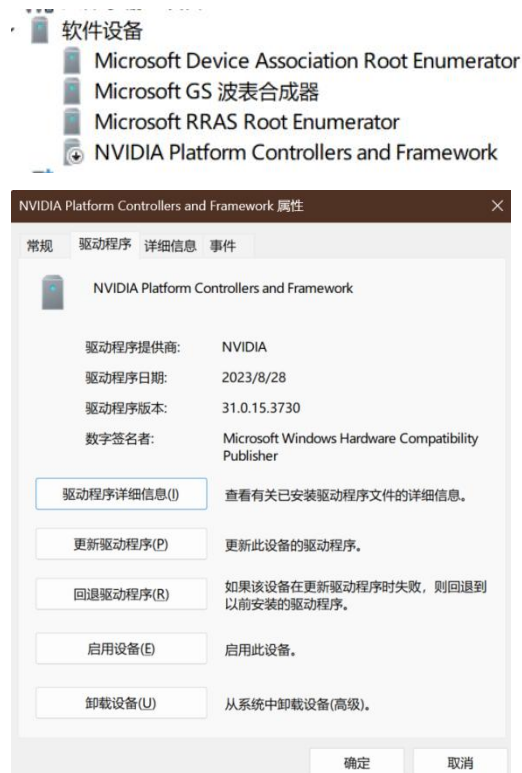 软件设备
Microsoft Device Association Root Enumerator
Microsoft GS 波表合成器
Microsoft RRAS Root Enumerator
NVIDIA Platform Controllers and Framework
NVIDIA Platform Controllers and Framework 属性
常规 驱动程序 详细信息 事件
NVIDIA Platform Controllers and Framework
驱动程序提供商: NVIDIA
驱动程序日期: 2023/8/28
驱动程序版本: 31.0.15.3730
数字签名者: Microsoft Windows Hardware Compatibility
Publisher
驱动程序详细信息(I) 查看有关已安装驱动程序文件的详细信息。
更新驱动程序(P) 更新此设备的驱动程序。
回退驱动程序(R) 如果该设备在更新驱动程序时失败，则回退到
以前安装的驱动程序。
启用设备(E) 启用此设备。
卸载设备(U) 从系统中卸载设备(高级)。
确定 取消